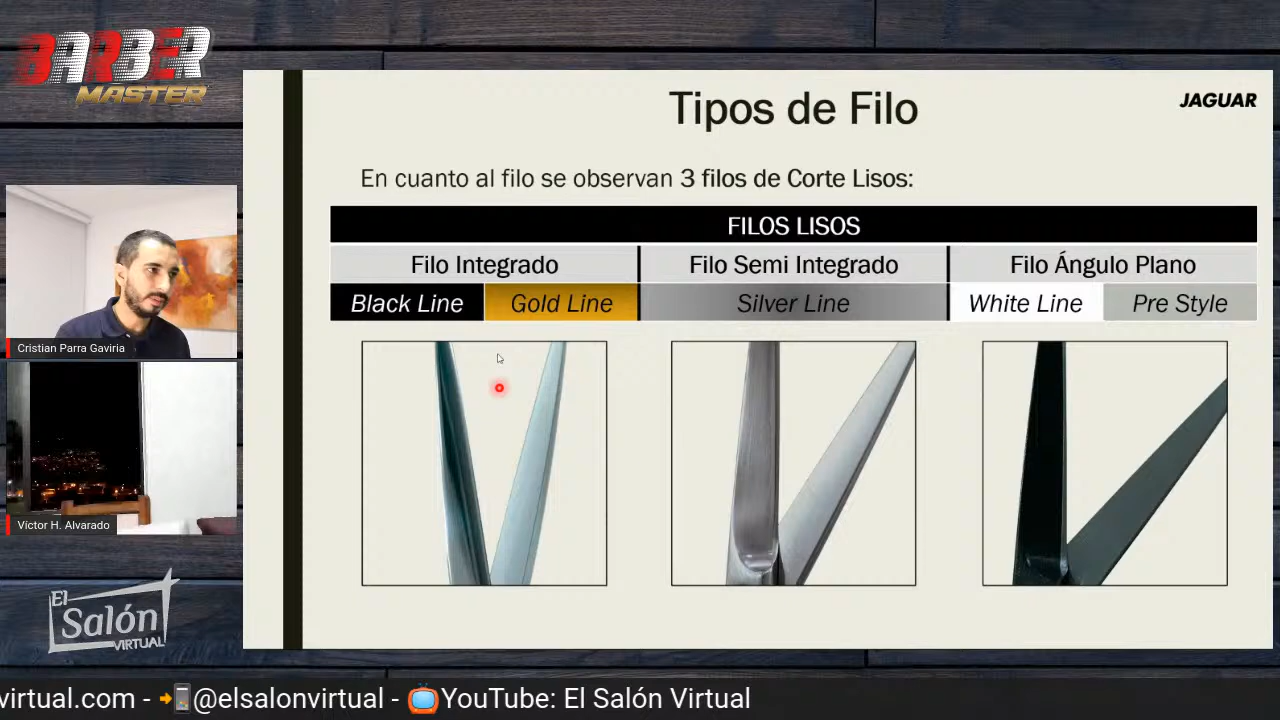 BARBER
MASTER
JAGUAR
Tipos de Filo
En cuanto al filo se observan 3 filos de Corte Lisos:
FILOS LISOS
Filo Integrado
Filo Semi Integrado
Filo Ángulo Plano
Black Line
Gold Line
Silver Line
White Line
Pre Style
Cristian Parra Gaviria
Víctor H. Alvarado
El
Salón
VIRTUAL
virtual.com - @elsalonvirtual - YouTube: El Salón Virtual